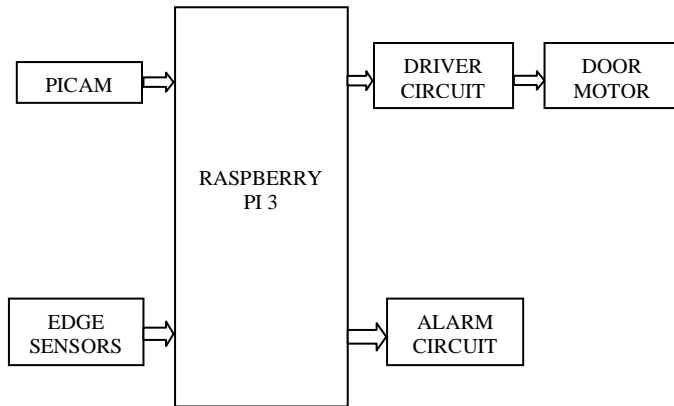 PICAM
DRIVER
CIRCUIT
DOOR
MOTOR
RASPBERRY
PI 3
EDGE
SENSORS
ALARM
CIRCUIT